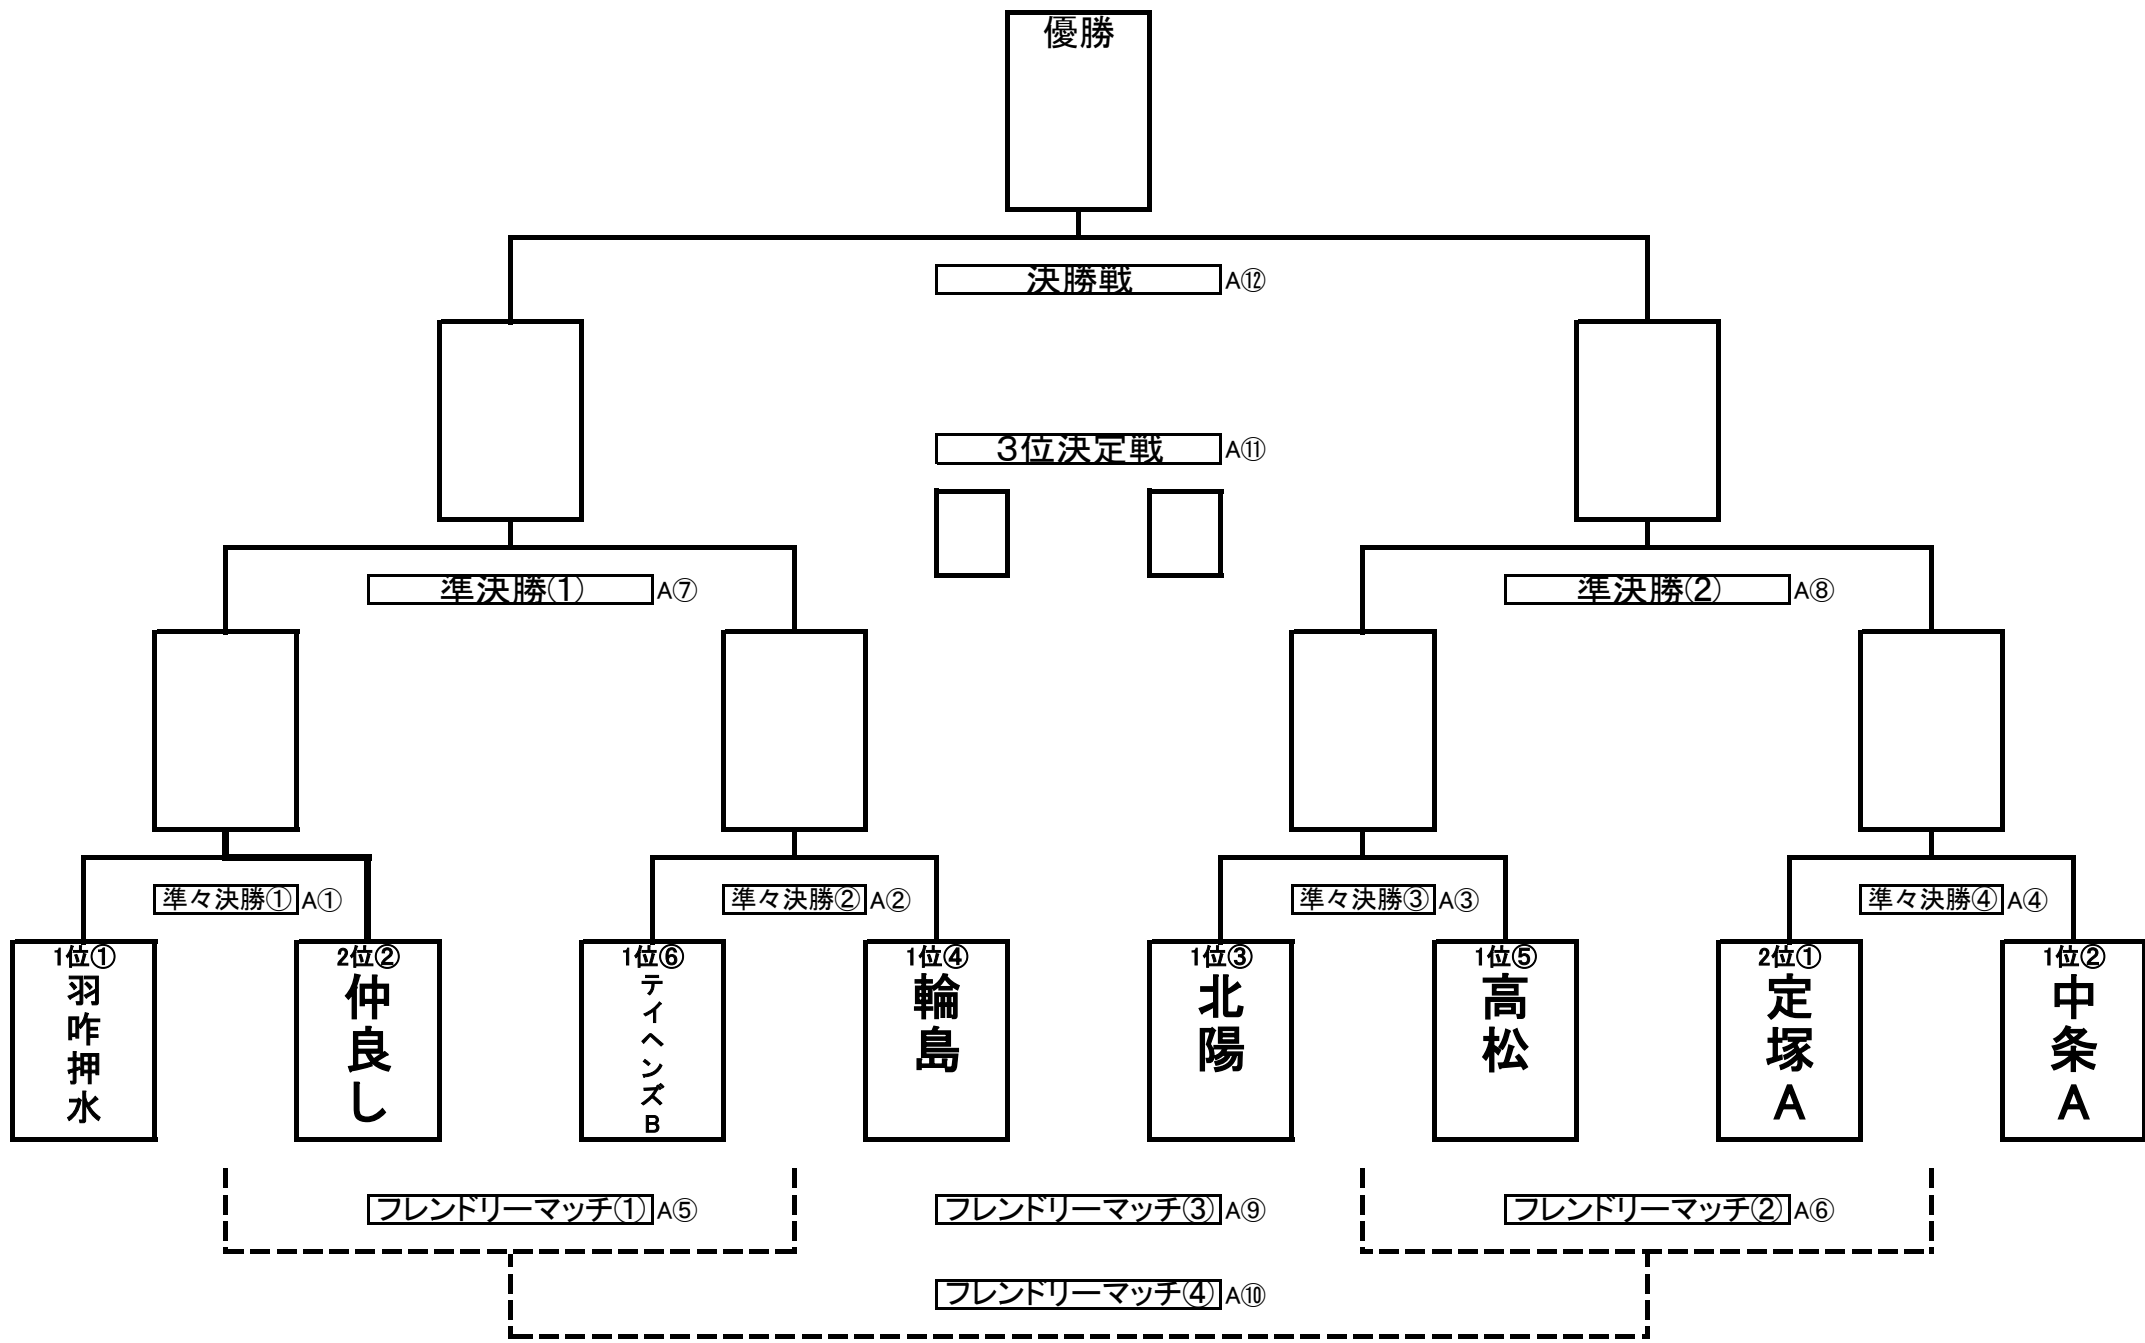 優勝
決勝戦 A⑫
3位決定戦 A⑪
準決勝① A⑦
準決勝② A⑧
準々決勝① A①
準々決勝② A②
準々決勝③ A③
準々決勝④ A④
1位①
羽咋押水
2位②
仲良し
1位⑥
テイヘンズB
1位④
輪島
1位③
北陽
1位⑤
高松
2位①
定塚A
1位②
中条A
フレンドリーマッチ① A⑤
フレンドリーマッチ③ A⑨
フレンドリーマッチ② A⑥
フレンドリーマッチ④ A⑩